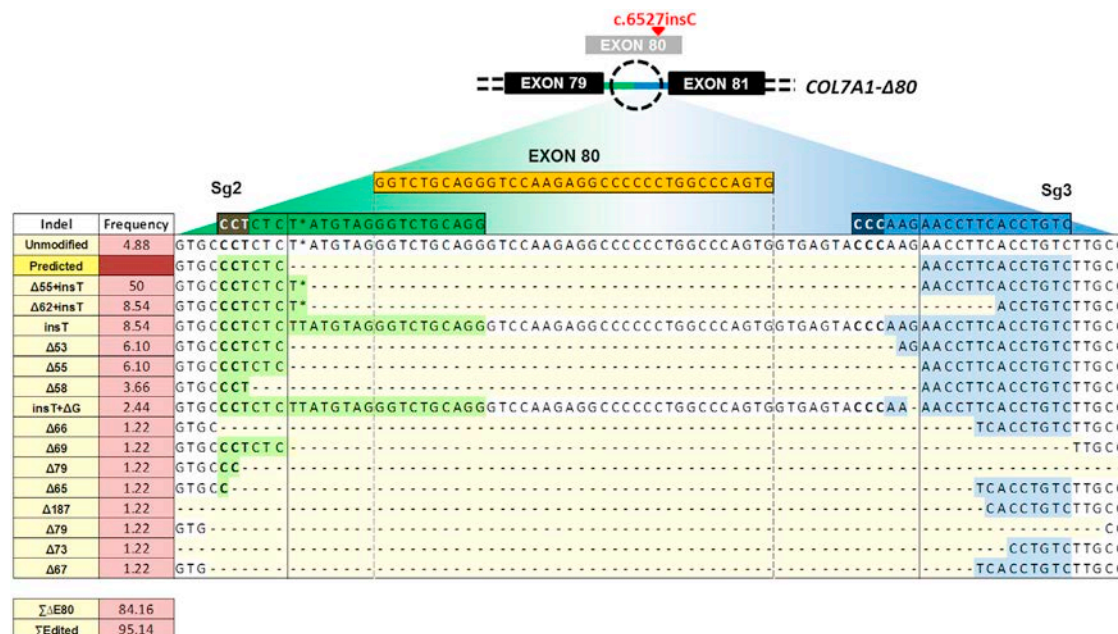 c.6527insC
EXON 80
EXON 79
EXON 81
COL7A1-Δ80
EXON 80
GGTCTGCAGGGTCCAAGAGGCCCCCCTGGCCCAGTG
Sg2
Sg3
CCTCTCT*ATGTAGGGTCTGCAGG
CCCAAGAACCTTCACCTGTC
Indel Frequency
Unmodified 4.88 GTGCCCTCTCT*ATGTAGGGTCTGCAGGGTCCAAGAGGCCCCCCTGGCCCAGTGGTGAGTACCCAAGAACCTTCACCTGTCTTGCC
Predicted GTGCCCTCTC AACCTTCACCTGTCTTGCC
Δ55+insT 50 GTGCCCTCTCT* AACCTTCACCTGTCTTGCC
Δ62+insT 8.54 GTGCCCTCTCT* ACCTGTCTTGCC
insT 8.54 GTGCCCTCTCTTATGTAGGGTCTGCAGGGTCCAAGAGGCCCCCCTGGCCCAGTGGTGAGTACCCAAGAACCTTCACCTGTCTTGCC
Δ53 6.10 GTGCCCTCTC AGAACCTTCACCTGTCTTGCC
Δ55 6.10 GTGCCCTCTC AACCTTCACCTGTCTTGCC
Δ58 3.66 GTGCCCT AACCTTCACCTGTCTTGCC
insT+ΔG 2.44 GTGCCCTCTCTTATGTAGGGTCTGCAGGGTCCAAGAGGCCCCCCTGGCCCAGTGGTGAGTACCCAA-AACCTTCACCTGTCTTGCC
Δ66 1.22 GTGC TCACCTGTCTTGCC
Δ69 1.22 GTGCCCTCTC TTGCC
Δ79 1.22 GTGCCC
Δ65 1.22 GTGCC TCACCTGTCTTGCC
Δ187 1.22 CACCTGTCTTGCC
Δ79 1.22 GTG CC
Δ73 1.22 CCTGTCTTGCC
Δ67 1.22 GTG TCACCTGTCTTGCC
Σ∆E80 84.16
ΣEdited 95.14